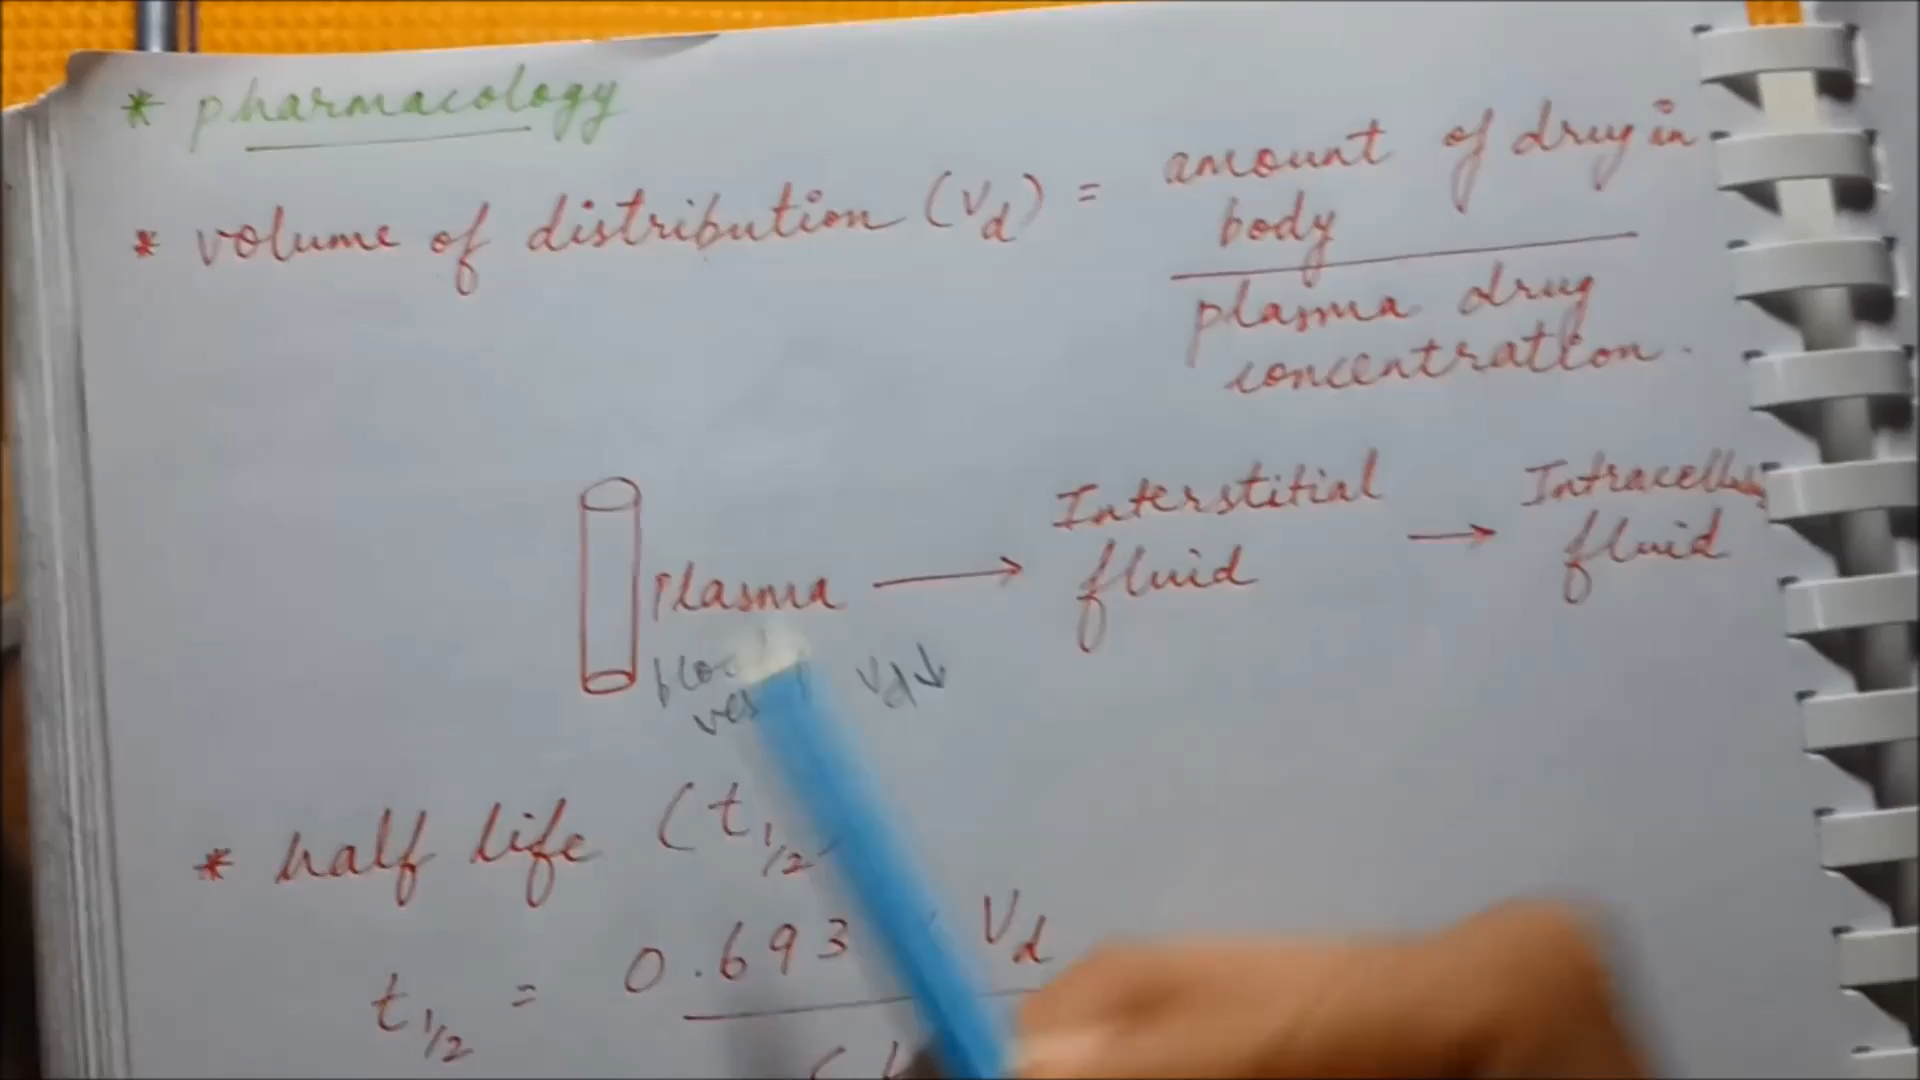 * pharmacology
* volume of distribution (Vd) = amount of drug in
body
plasma drug
concentration.
Interstitial
fluid
Intracellular
fluid
Plasma → →
Vd↓
* half life (t1/2
t1/2 = 0.693 Vd